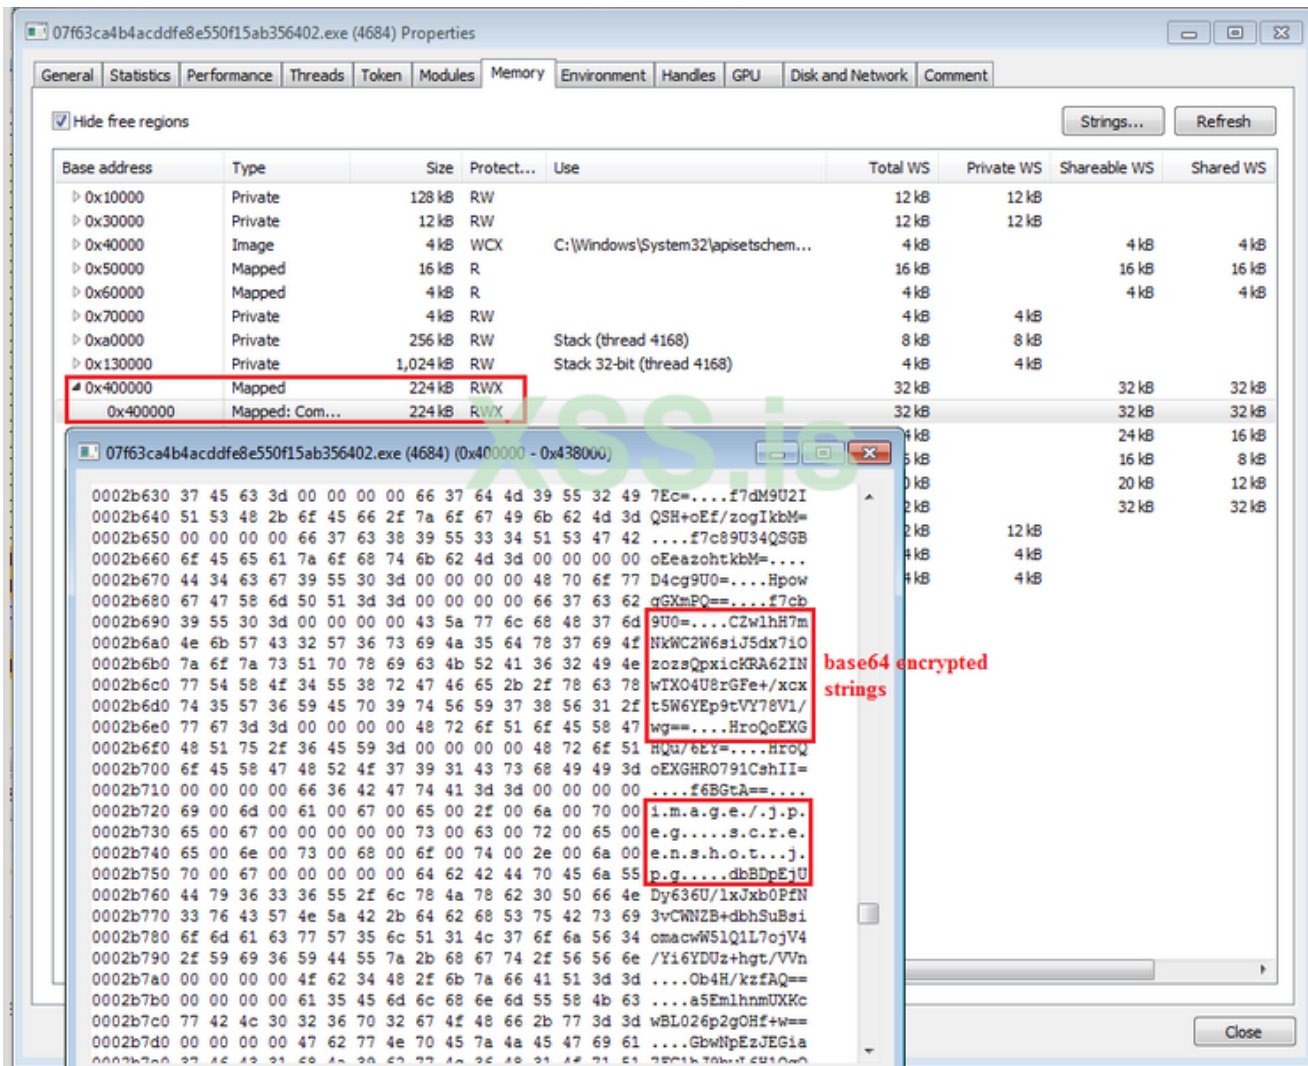 07f63ca4b4acddfe8e550f15ab356402.exe (4684) Properties
General Statistics Performance Threads Token Modules Memory Environment Handles GPU Disk and Network Comment
Hide free regions Strings... Refresh
Base address Type Size Protect... Use Total WS Private WS Shareable WS Shared WS
0x10000 Private 128 kB RW 12 kB 12 kB
0x30000 Private 12 kB RW 12 kB 12 kB
0x40000 Image 4 kB WCX C:\Windows\System32\apisetschem... 4 kB 4 kB 4 kB
0x50000 Mapped 16 kB R 16 kB 16 kB 16 kB
0x60000 Mapped 4 kB R 4 kB 4 kB 4 kB
0x70000 Private 4 kB RW 4 kB 4 kB
0xa0000 Private 256 kB RW Stack (thread 4168) 8 kB 8 kB
0x130000 Private 1,024 kB RW Stack 32-bit (thread 4168) 4 kB 4 kB
0x400000 Mapped 224 kB RWX 32 kB 32 kB 32 kB
0x400000 Mapped: Com... 224 kB RWX 32 kB 32 kB 32 kB
XSS.is
4 kB 24 kB 16 kB
16 kB 8 kB
20 kB 12 kB
32 kB 32 kB
12 kB
4 kB 4 kB
4 kB 4 kB
07f63ca4b4acddfe8e550f15ab356402.exe (4684) (0x400000 - 0x438000)
0002b630 37 45 63 3d 00 00 00 00 66 37 64 4d 39 55 32 49 7Ec=....f7dM9U2I
0002b640 51 53 48 2b 6f 45 66 2f 7a 6f 67 49 6b 62 4d 3d QSH+oEf/zogIkbM=
0002b650 00 00 00 00 66 37 63 38 39 55 33 34 51 53 47 42 ....f7c89U34QSGB
0002b660 6f 45 65 61 7a 6f 68 74 6b 62 4d 3d 00 00 00 00 oEeazohtkbM=....
0002b670 44 34 63 67 39 55 30 3d 00 00 00 00 48 70 6f 77 D4cg9U0=....Hpow
0002b680 67 47 58 6d 50 51 3d 3d 00 00 00 00 66 37 63 62 gGXmPQ==....f7cb
0002b690 39 55 30 3d 00 00 00 00 43 5a 77 6c 68 48 37 6d 9U0=....CZwlhH7m
0002b6a0 4e 6b 57 43 32 57 36 73 69 4a 35 64 78 37 69 4f NkWC2W6siJ5dx7iO
0002b6b0 7a 6f 7a 73 51 70 78 69 63 4b 52 41 36 32 49 4e zozsQpxicKRA62IN
0002b6c0 77 54 58 4f 34 55 38 72 47 46 65 2b 2f 78 63 78 wTXO4U8rGFe+/xcx
0002b6d0 74 35 57 36 59 45 70 39 74 56 59 37 38 56 31 2f t5W6YEp9tVY78V1/
0002b6e0 77 67 3d 3d 00 00 00 00 48 72 6f 51 6f 45 58 47 wg==....HroQoEXG
0002b6f0 48 51 75 2f 36 45 59 3d 00 00 00 00 48 72 6f 51 HQu/6EY=....HroQ
0002b700 6f 45 58 47 48 52 4f 37 39 31 43 73 68 49 49 3d oEXGHRO791CshII=
0002b710 00 00 00 00 66 36 42 47 74 41 3d 3d 00 00 00 00 ....f6BGtA==....
0002b720 69 00 6d 00 61 00 67 00 65 00 2f 00 6a 00 70 00 i.m.a.g.e./.j.p.
0002b730 65 00 67 00 00 00 00 00 73 00 63 00 72 00 65 00 e.g.....s.c.r.e.
0002b740 65 00 6e 00 73 00 68 00 6f 00 74 00 2e 00 6a 00 e.n.s.h.o.t...j.
0002b750 70 00 67 00 00 00 00 00 64 62 42 44 70 45 6a 55 p.g.....dbBDpEjU
0002b760 44 79 36 33 36 55 2f 6c 78 4a 78 62 30 50 66 4e Dy636U/lxJxb0PfN
0002b770 33 76 43 57 4e 5a 42 2b 64 62 68 53 75 42 73 69 3vCWNZB+dbhSuBsi
0002b780 6f 6d 61 63 77 57 35 6c 51 31 4c 37 6f 6a 56 34 omacwW5lQ1L7ojV4
0002b790 2f 59 69 36 59 44 55 7a 2b 68 67 74 2f 56 56 6e /Yi6YDUz+hgt/VVn
0002b7a0 00 00 00 00 4f 62 34 48 2f 6b 7a 66 41 51 3d 3d ....Ob4H/kzfAQ==
0002b7b0 00 00 00 00 61 35 45 6d 6c 68 6e 6d 55 58 4b 63 ....a5EmlhnmUXKc
0002b7c0 77 42 4c 30 32 36 70 32 67 4f 48 66 2b 77 3d 3d wBL026p2gOHf+w==
0002b7d0 00 00 00 00 47 62 77 4e 70 45 7a 4a 45 47 69 61 ....GbwNpEzJEGia
base64 encrypted
strings
Close